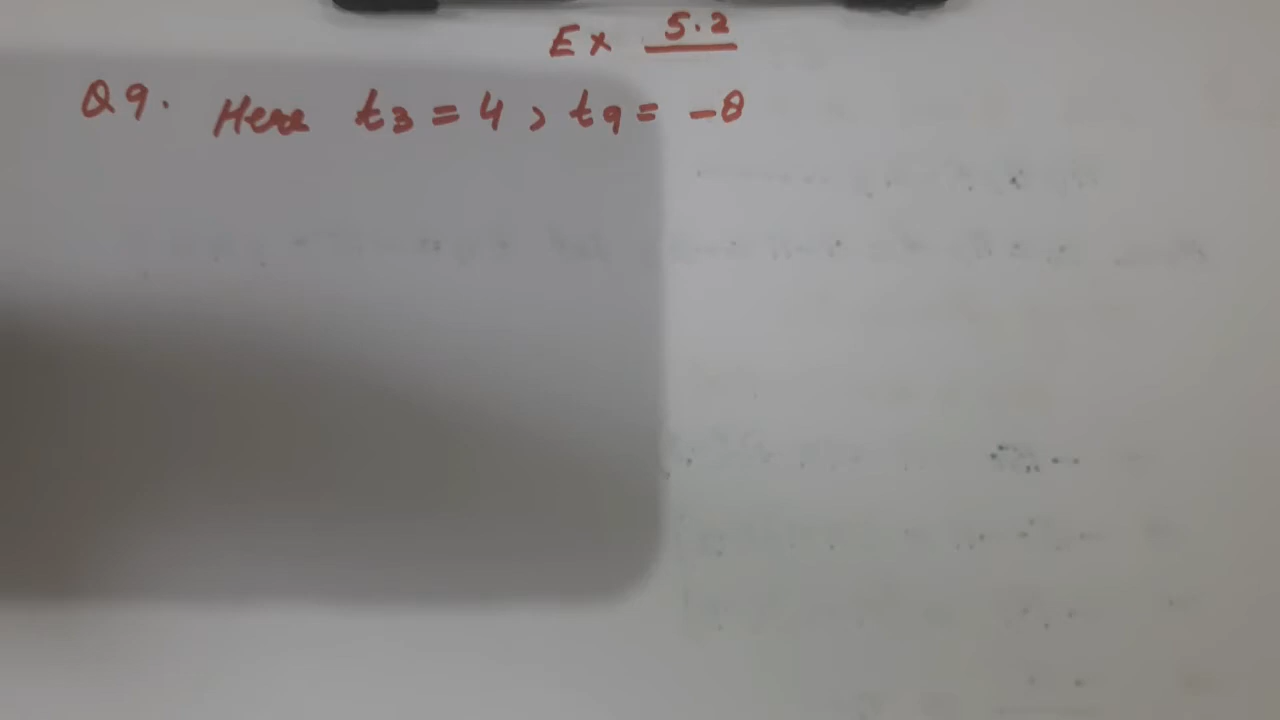 Ex 5.2
Q9. Here t3 = 4 , t9 = -8